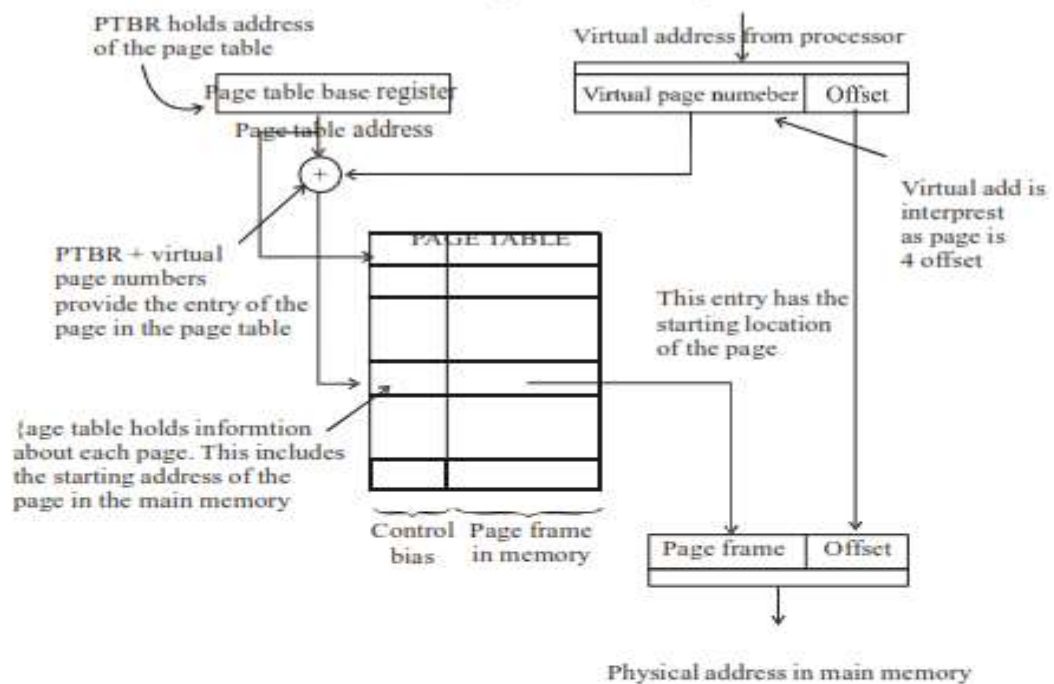 PTBR holds address
of the page table
Virtual address from processor
Page table base register
Virtual page numeber
Offset
Page table address
+
Virtual add is
interprest
as page is
4 offset
PTBR + virtual
page numbers
provide the entry of the
page in the page table
PAGE TABLE
This entry has the
starting location
of the page
{age table holds informtion
about each page. This includes
the starting address of the
page in the main memory
Control
bias
Page frame
in memory
Page frame
Offset
Physical address in main memory